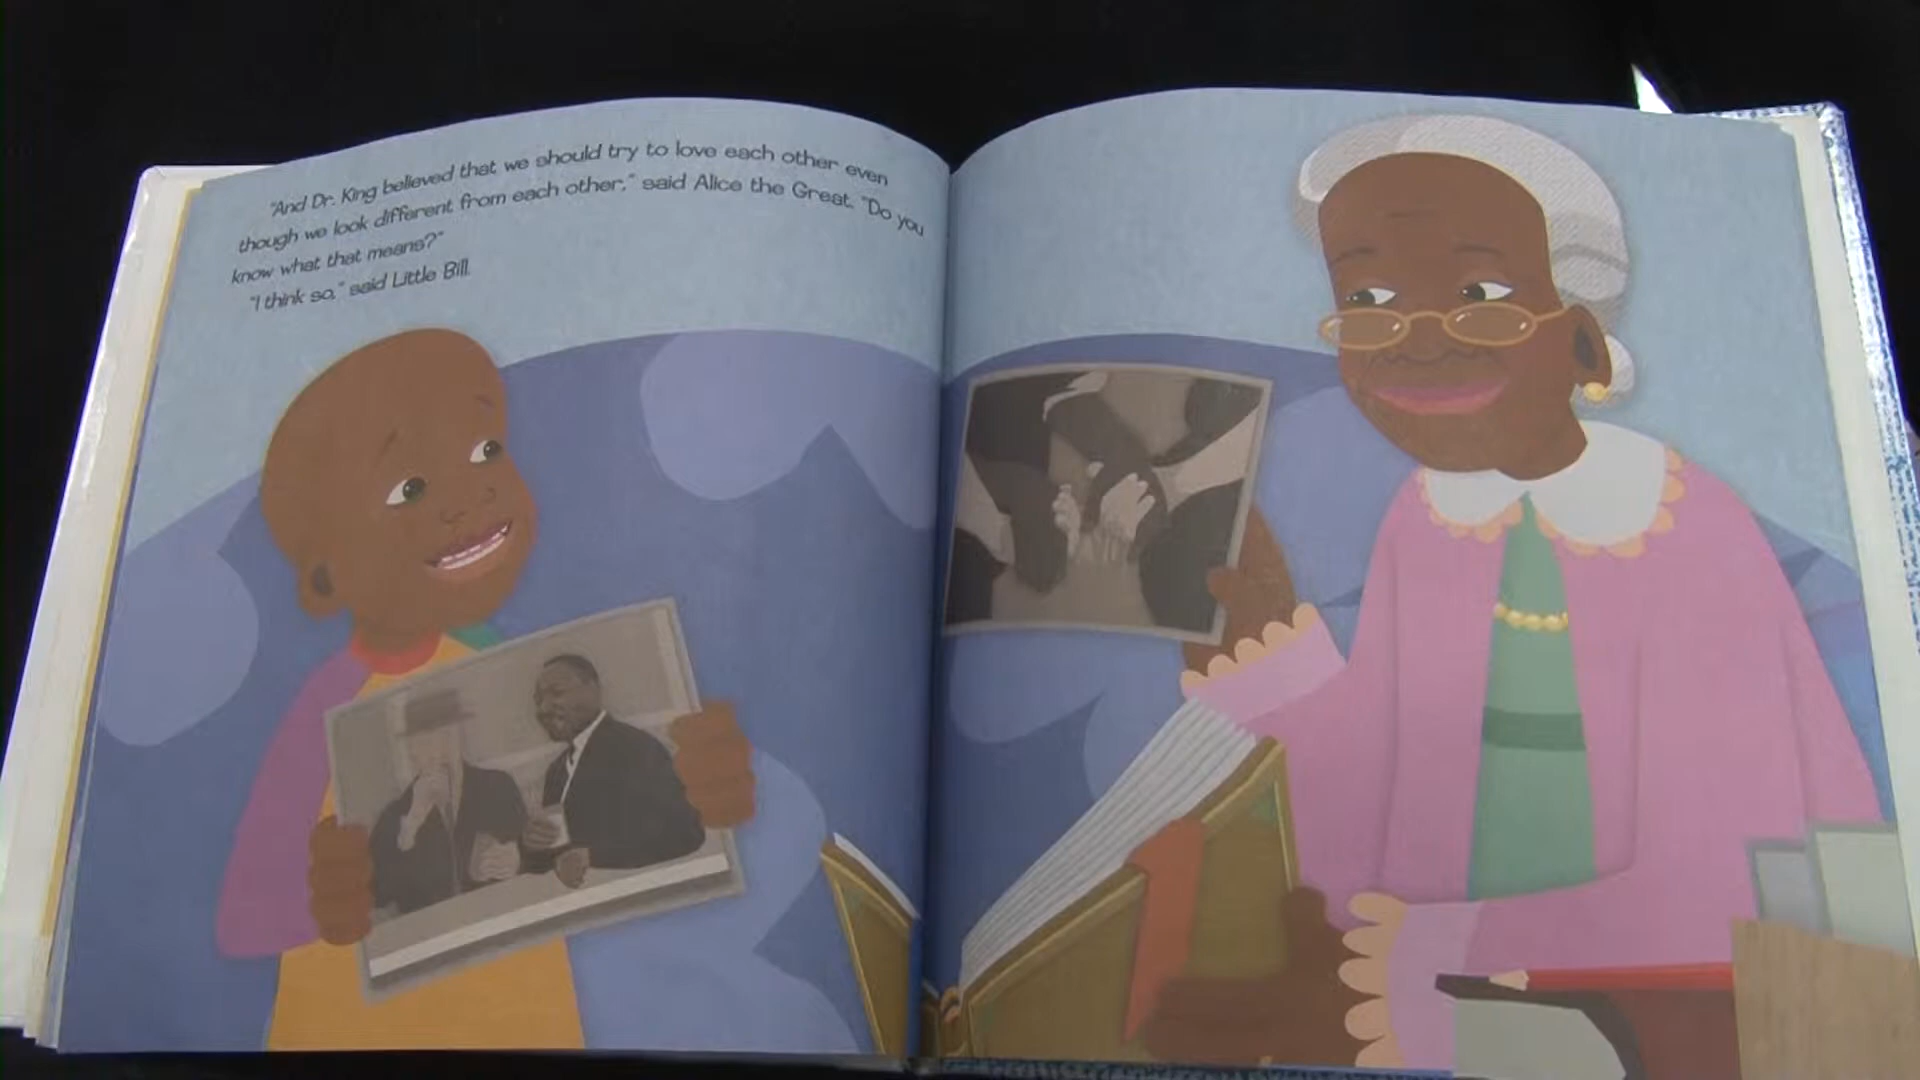 "And Dr. King believed that we should try to love each other even
though we look different from each other," said Alice the Great. "Do you
know what that means?"
"I think so," said Little Bill.